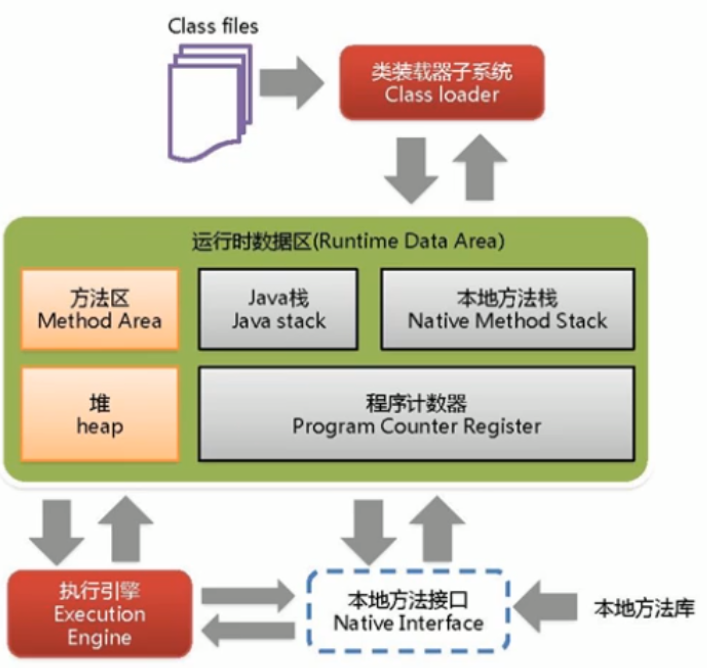 Class files
类装载器子系统
Class loader
运行时数据区(Runtime Data Area)
方法区
Method Area
Java栈
Java stack
本地方法栈
Native Method Stack
堆
heap
程序计数器
Program Counter Register
执行引擎
Execution
Engine
本地方法接口
Native Interface
本地方法库